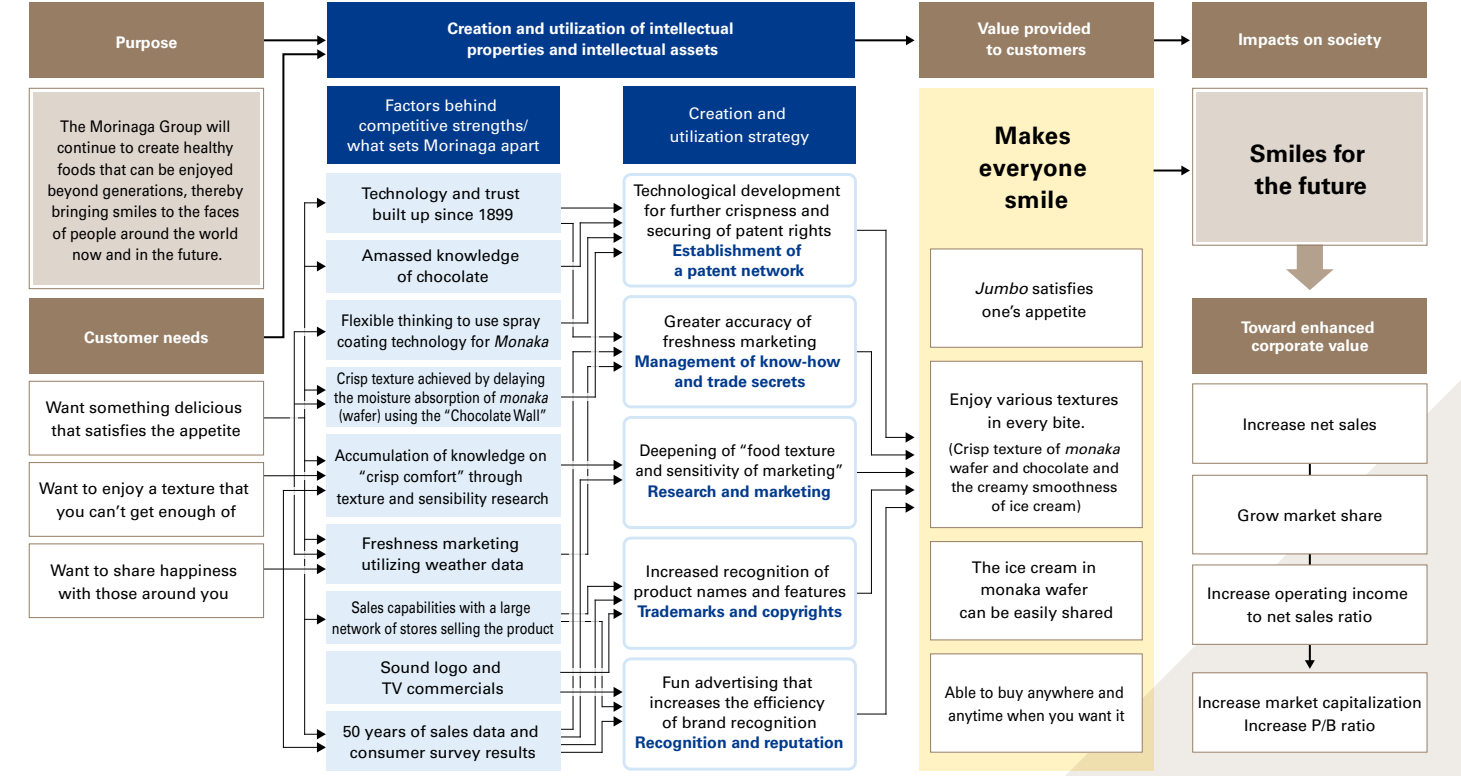 Purpose
The Morinaga Group will
continue to create healthy
foods that can be enjoyed
beyond generations, thereby
bringing smiles to the faces
of people around the world
now and in the future.
Customer needs
Want something delicious
that satisfies the appetite
Want to enjoy a texture that
you can't get enough of
Want to share happiness
with those around you
Creation and utilization of intellectual
properties and intellectual assets
Factors behind
competitive strengths/
what sets Morinaga apart
Technology and trust
built up since 1899
Amassed knowledge
of chocolate
Flexible thinking to use spray
coating technology for Monaka
Crisp texture achieved by delaying
the moisture absorption of monaka
(wafer) using the “Chocolate Wall”
Accumulation of knowledge on
“crisp comfort” through
texture and sensibility research
Freshness marketing
utilizing weather data
Sales capabilities with a large
network of stores selling the product
Sound logo and
TV commercials
50 years of sales data and
consumer survey results
Creation and
utilization strategy
Technological development
for further crispness and
securing of patent rights
Establishment of
a patent network
Greater accuracy of
freshness marketing
Management of know-how
and trade secrets
Deepening of “food texture
and sensitivity of marketing”
Research and marketing
Increased recognition of
product names and features
Trademarks and copyrights
Fun advertising that
increases the efficiency
of brand recognition
Recognition and reputation
Value provided
to customers
Makes
everyone
smile
Jumbo satisfies
one's appetite
Enjoy various textures
in every bite.
(Crisp texture of monaka
wafer and chocolate and
the creamy smoothness
of ice cream)
The ice cream in
monaka wafer
can be easily shared
Able to buy anywhere and
anytime when you want it
Impacts on society
Smiles for
the future
Toward enhanced
corporate value
Increase net sales
Grow market share
Increase operating income
to net sales ratio
Increase market capitalization
Increase P/B ratio